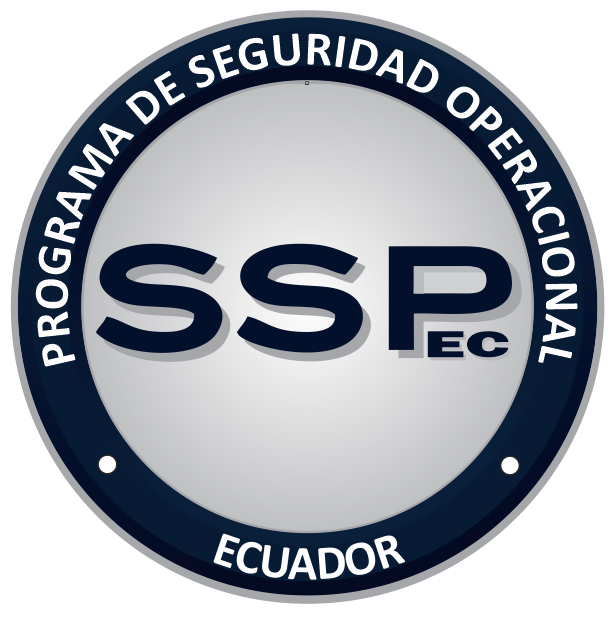 PROGRAMA DE SEGURIDAD OPERACIONAL
SSP
EC
ECUADOR